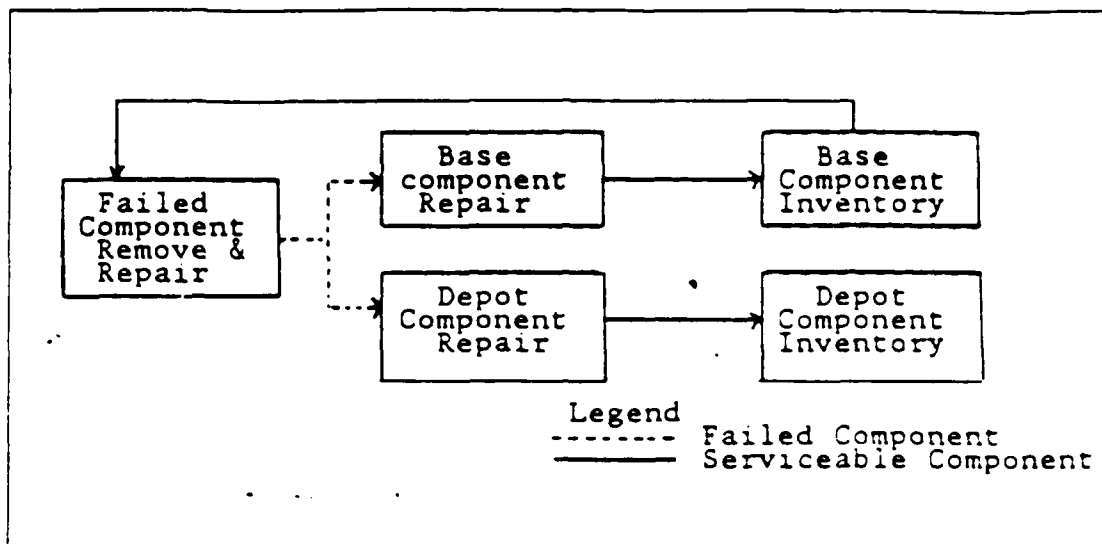 Failed
Component
Remove &
Repair
Base
component
Repair
Base
Component
Inventory
Depot
Component
Repair
Depot
Component
Inventory
Legend
Failed Component
Serviceable Component